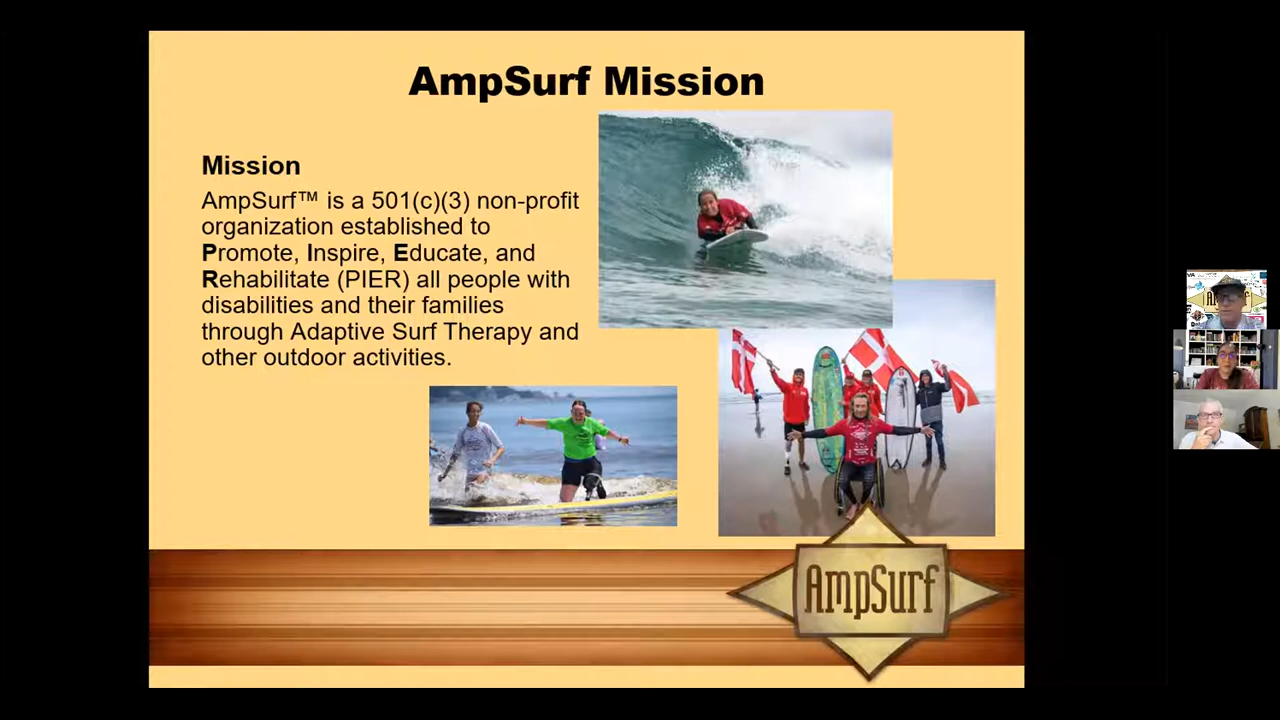 AmpSurf Mission
Mission
AmpSurf™ is a 501(c)(3) non-profit
organization established to
Promote, Inspire, Educate, and
Rehabilitate (PIER) all people with
disabilities and their families
through Adaptive Surf Therapy and
other outdoor activities.
AmpSurf